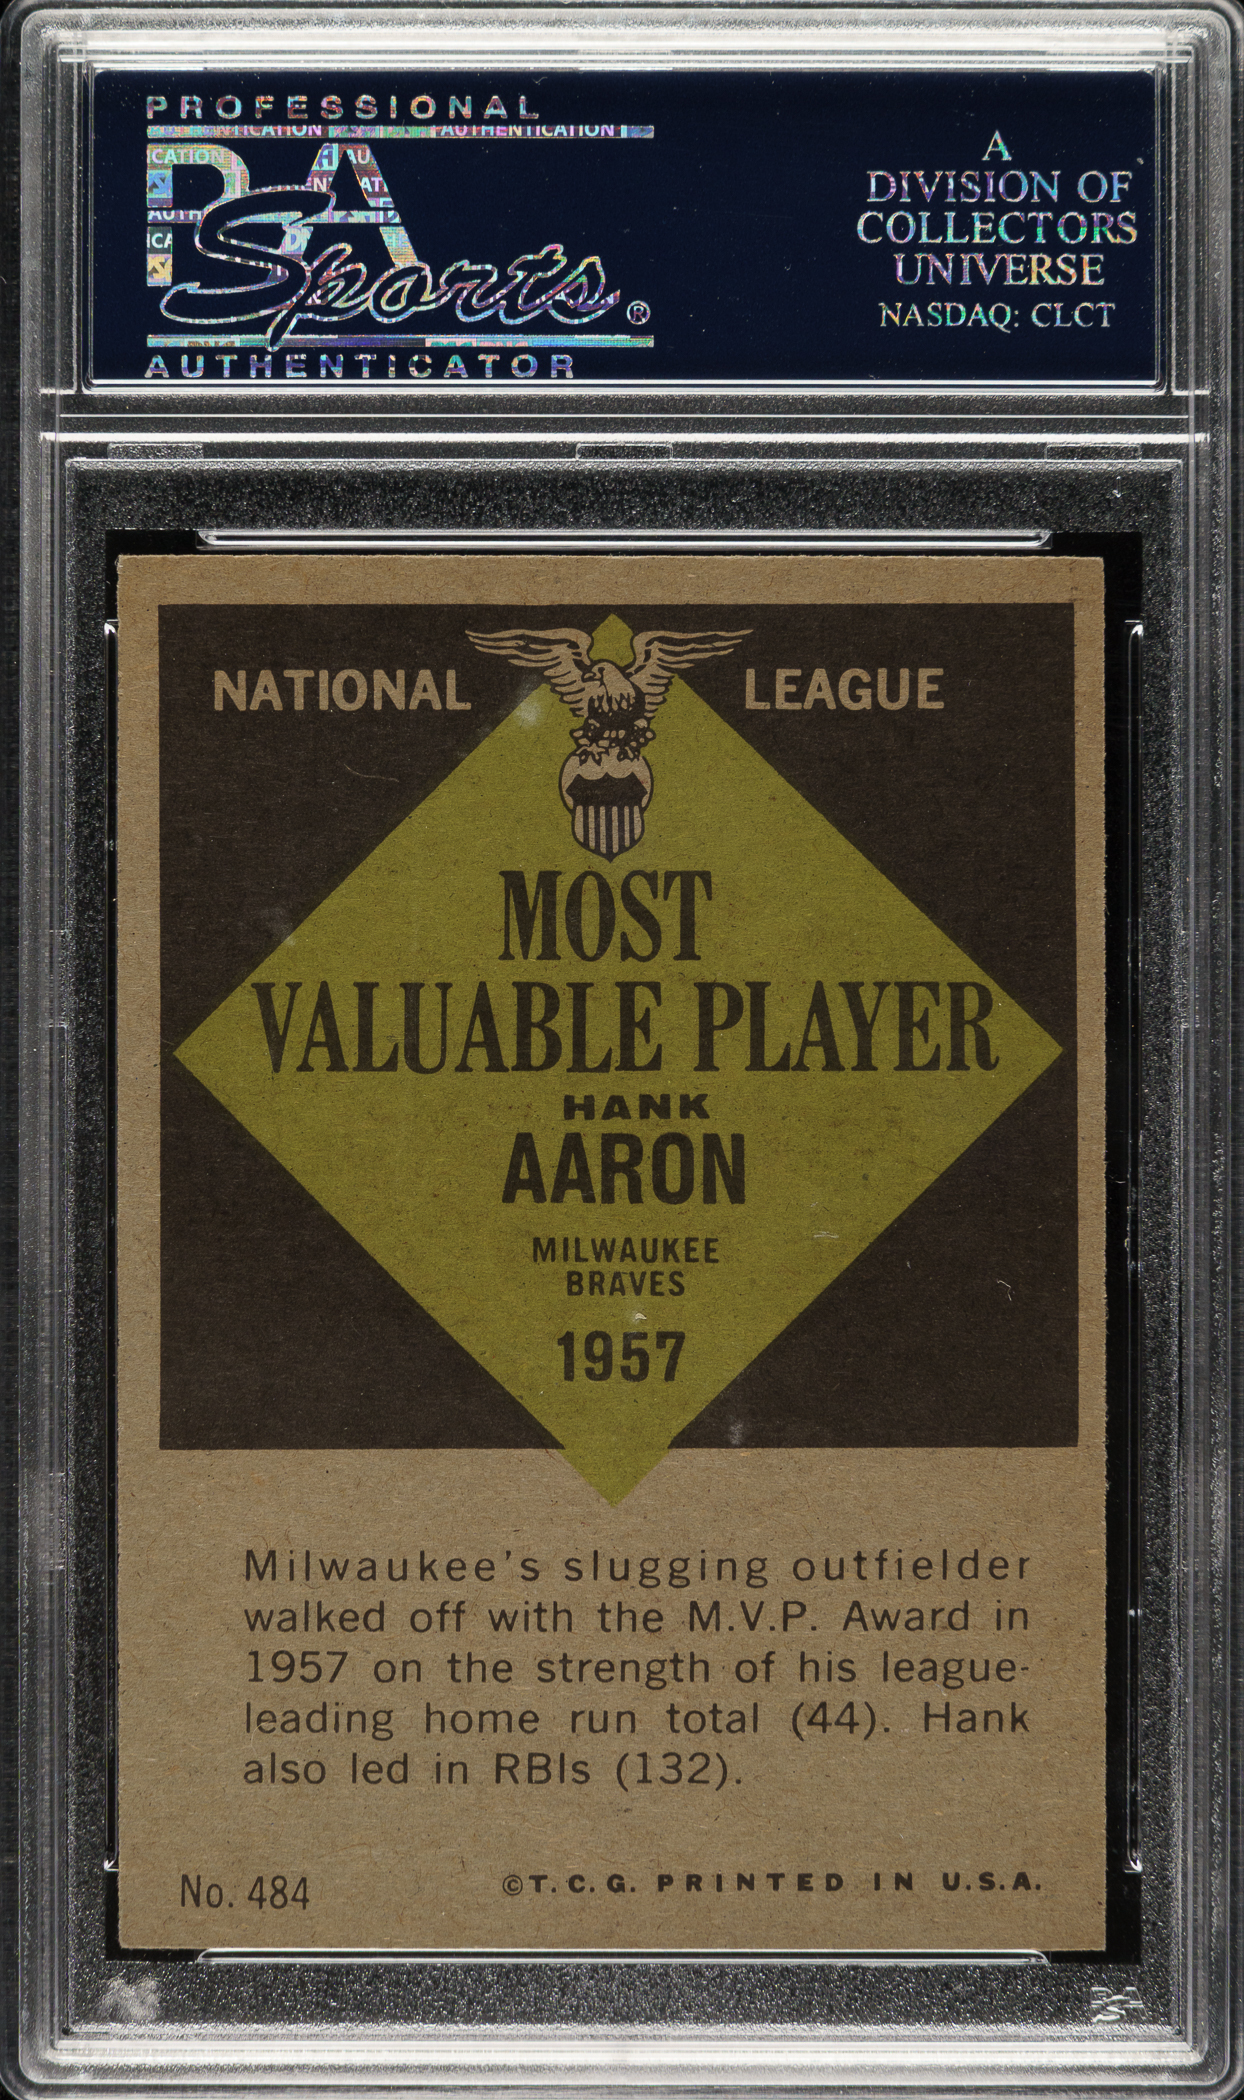 PROFESSIONAL
PSA
Sports®
AUTHENTICATOR
A
DIVISION OF
COLLECTORS
UNIVERSE
NASDAQ: CLCT
NATIONAL LEAGUE
MOST
VALUABLE PLAYER
HANK
AARON
MILWAUKEE
BRAVES
1957
Milwaukee's slugging outfielder
walked off with the M.V.P. Award in
1957 on the strength of his league-
leading home run total (44). Hank
also led in RBIs (132).
No. 484 ©T.C.G. PRINTED IN U.S.A.
PSA